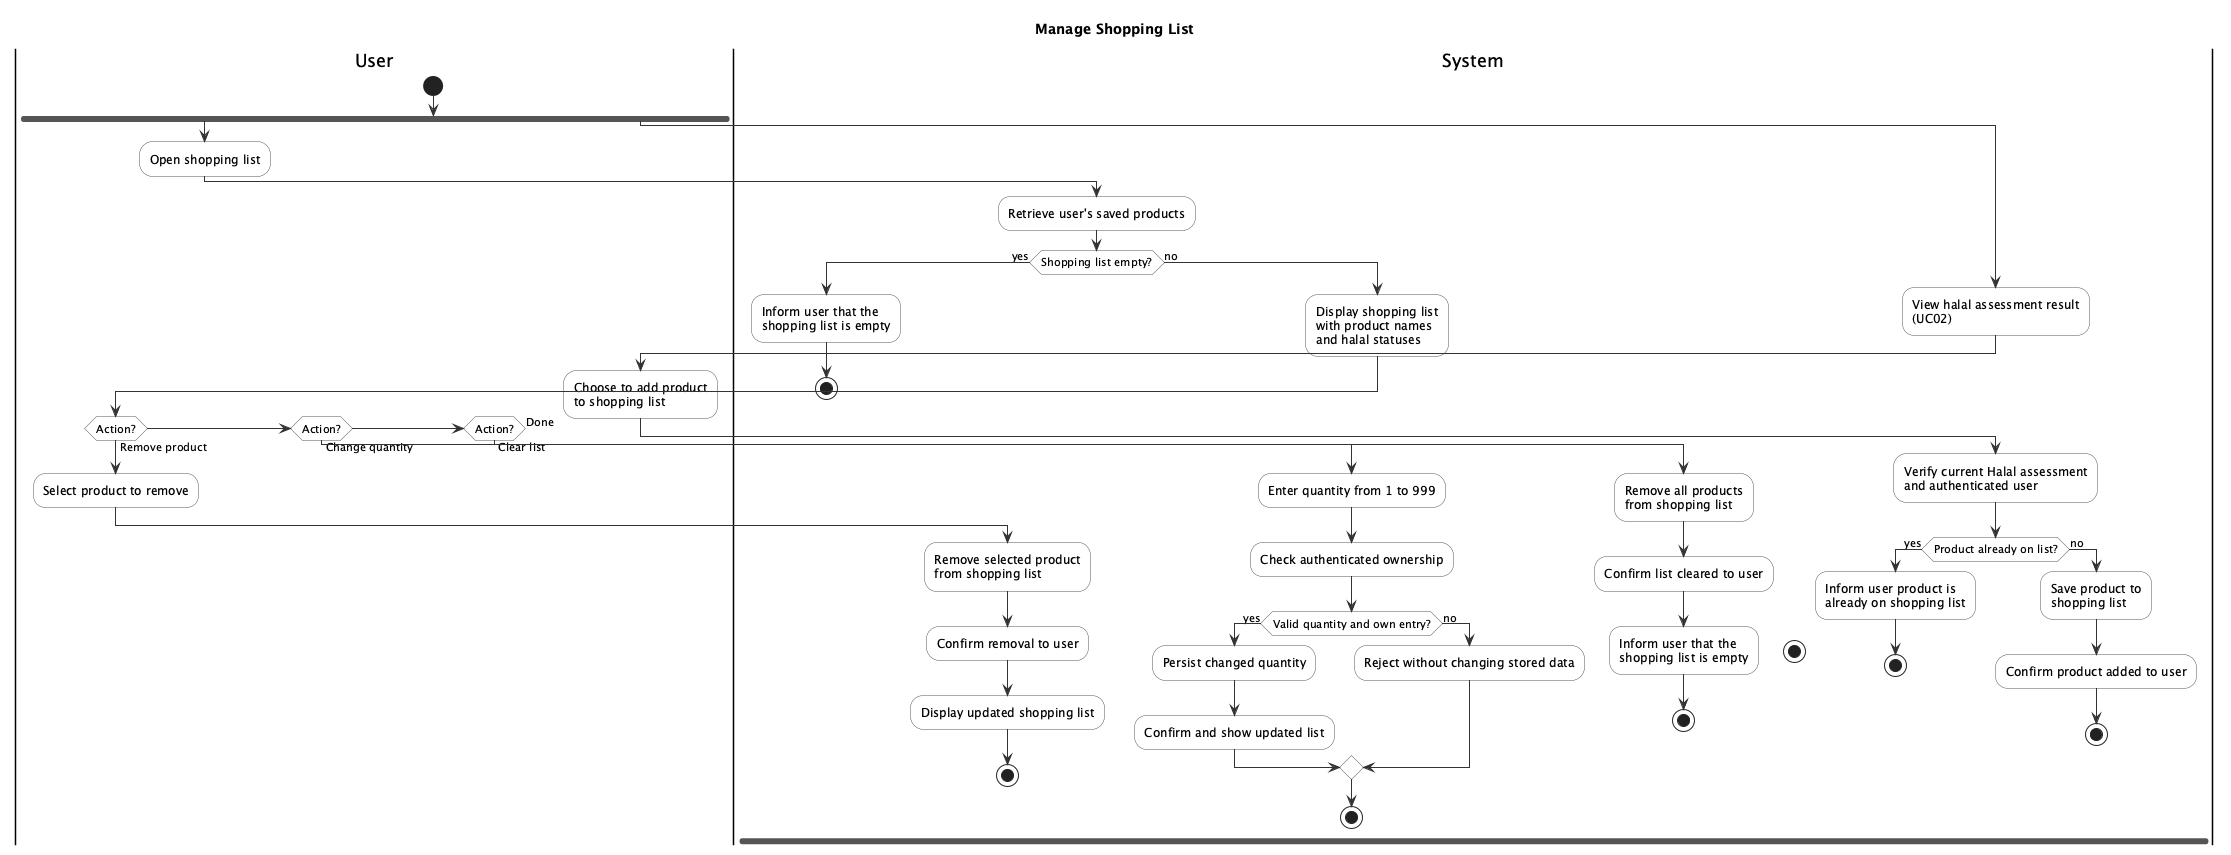 Manage Shopping List
User
System
Open shopping list
Retrieve user's saved products
yes
Shopping list empty?
no
Inform user that the
shopping list is empty
Display shopping list
with product names
and halal statuses
View halal assessment result
(UC02)
Choose to add product
to shopping list
Action?
Remove product
Action?
Change quantity
Action?
Done
Clear list
Select product to remove
Enter quantity from 1 to 999
Remove all products
from shopping list
Verify current Halal assessment
and authenticated user
Remove selected product
from shopping list
Check authenticated ownership
Confirm list cleared to user
yes
Product already on list?
no
Inform user product is
already on shopping list
Save product to
shopping list
yes
Valid quantity and own entry?
no
Confirm removal to user
Persist changed quantity
Reject without changing stored data
Inform user that the
shopping list is empty
Confirm product added to user
Display updated shopping list
Confirm and show updated list